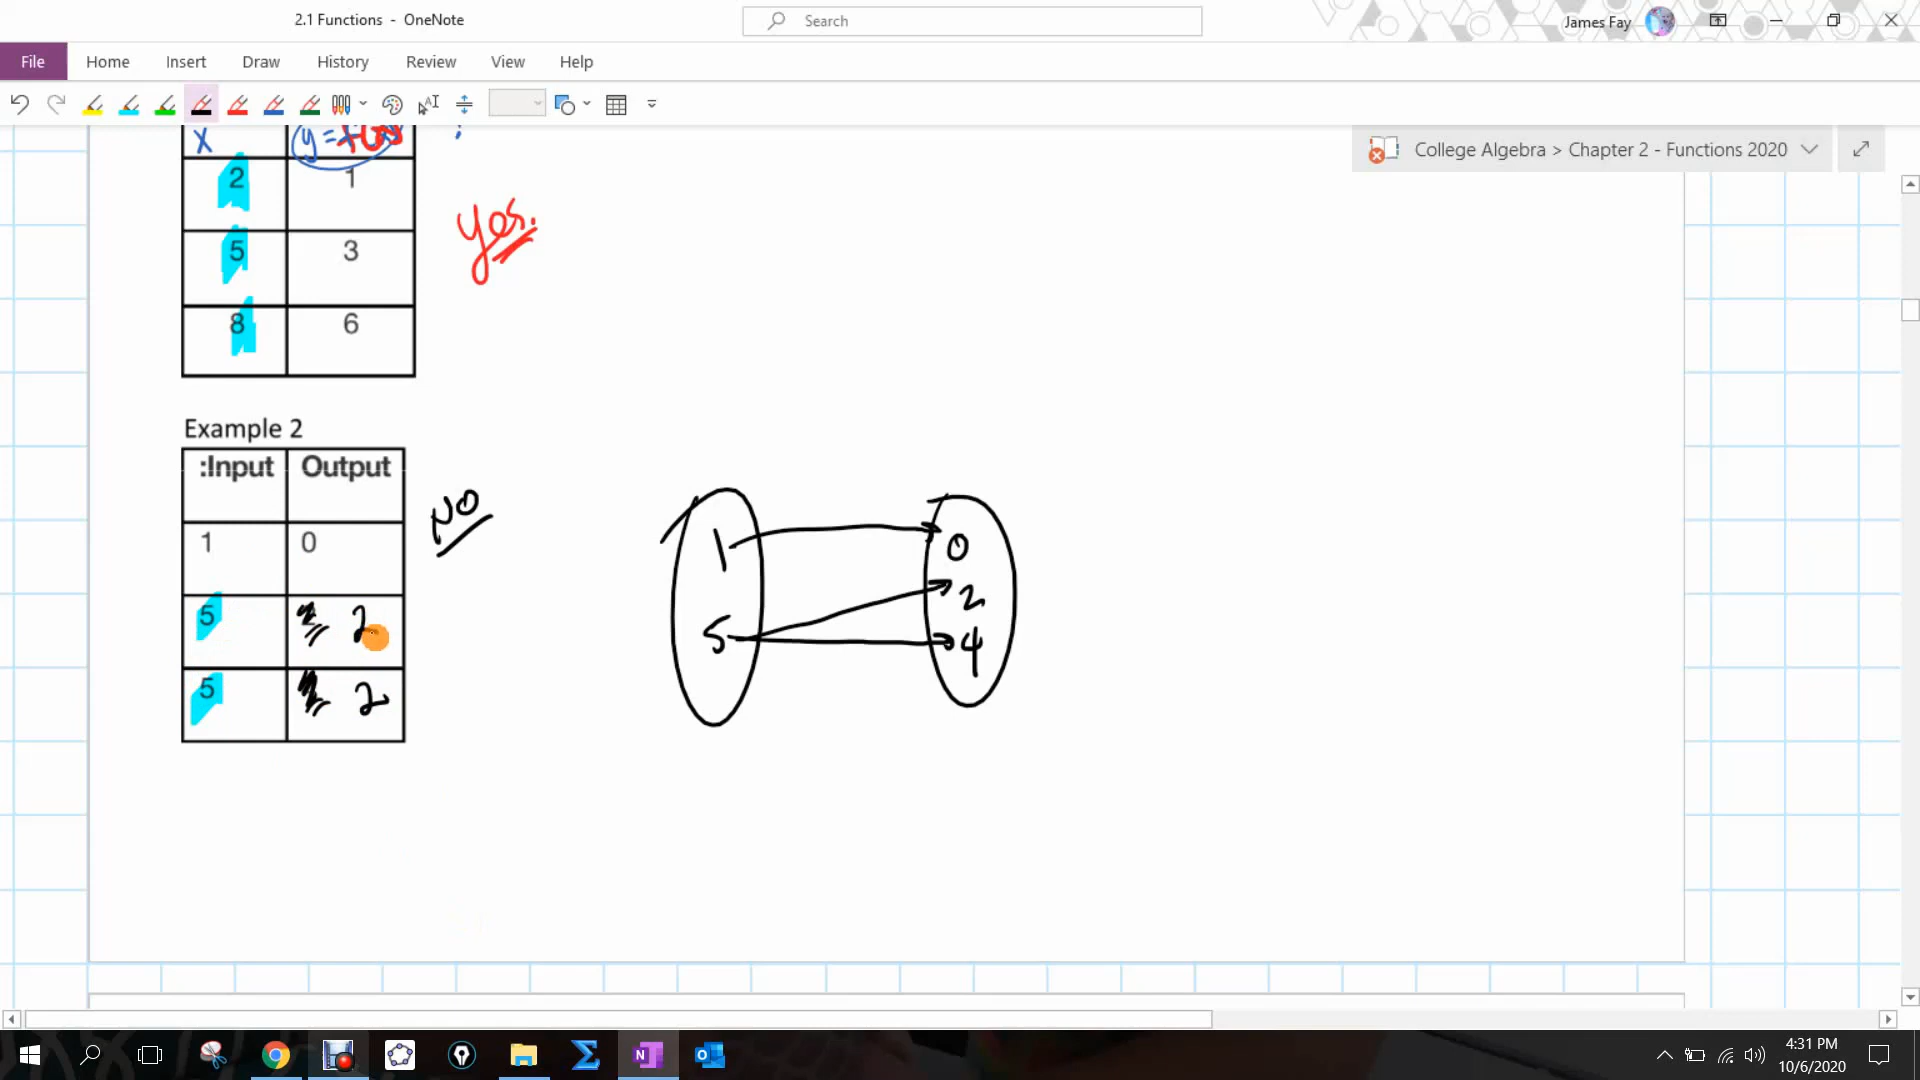 2.1 Functions - OneNote
Search
James Fay
File Home Insert Draw History Review View Help
College Algebra > Chapter 2 - Functions 2020
x
2 1
5 3
8 6
yes.
Example 2
:Input Output
1 0
5 2
5 2
NO
1 0
2
5 4
4:31 PM
10/6/2020